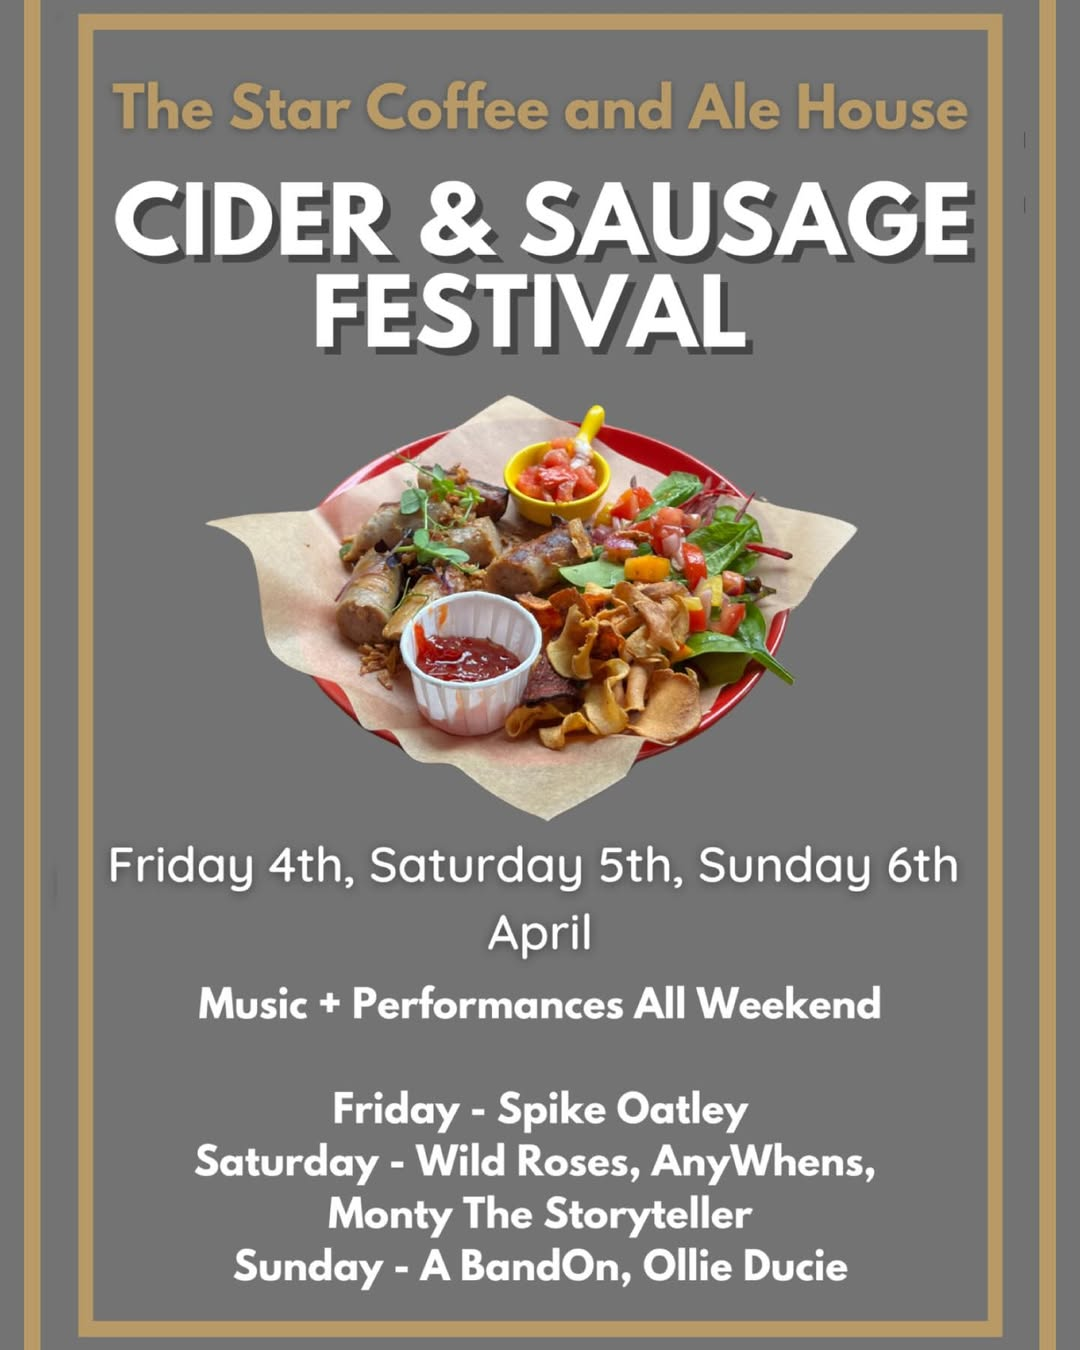 The Star Coffee and Ale House
CIDER & SAUSAGE
FESTIVAL
Friday 4th, Saturday 5th, Sunday 6th
April
Music + Performances All Weekend
Friday - Spike Oatley
Saturday - Wild Roses, AnyWhens,
Monty The Storyteller
Sunday - A BandOn, Ollie Ducie